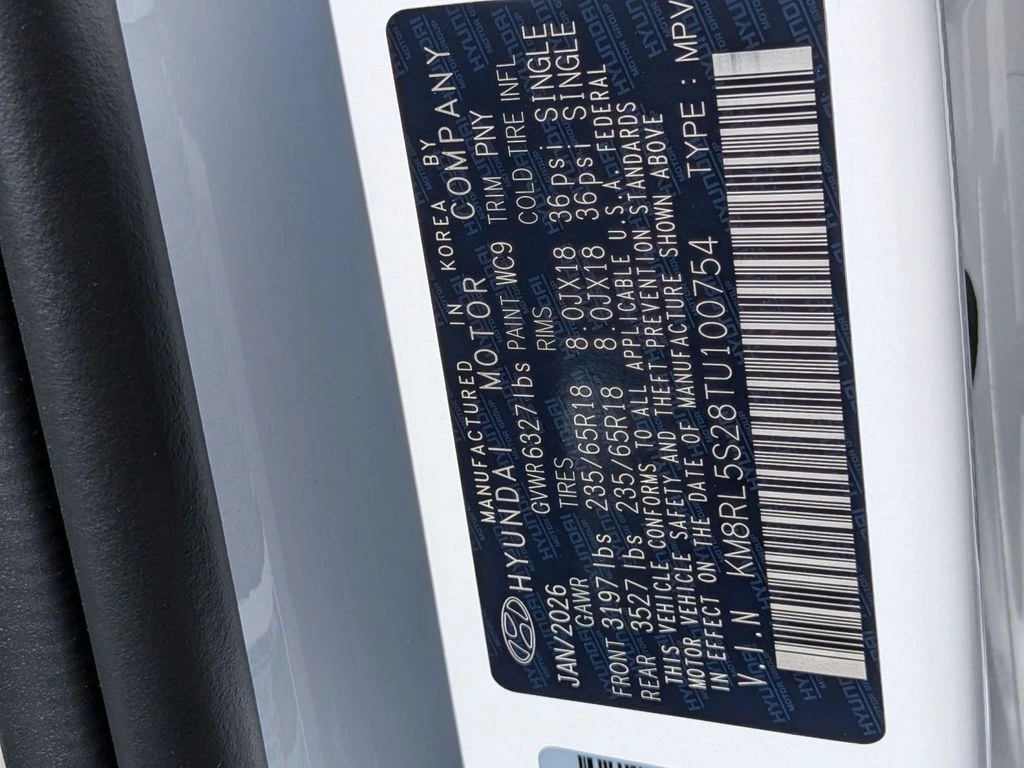 MANUFACTURED IN KOREA BY
HYUNDAI MOTOR COMPANY
JAN/2026 GVWR6327lbs PAINT WC9 TRIM PNY
GAWR TIRES RIMS COLD TIRE INFL
FRONT 3197lbs 235/65R18 8.0JX18 36psi SINGLE
REAR 3527lbs 235/65R18 8.0JX18 36psi SINGLE
THIS VEHICLE CONFORMS TO ALL APPLICABLE U.S.A FEDERAL
MOTOR VEHICLE SAFETY AND THEFT PREVENTION STANDARDS
IN EFFECT ON THE DATE OF MANUFACTURE SHOWN ABOVE
V.I.N KM8RL5S28TU100754 TYPE : MPV